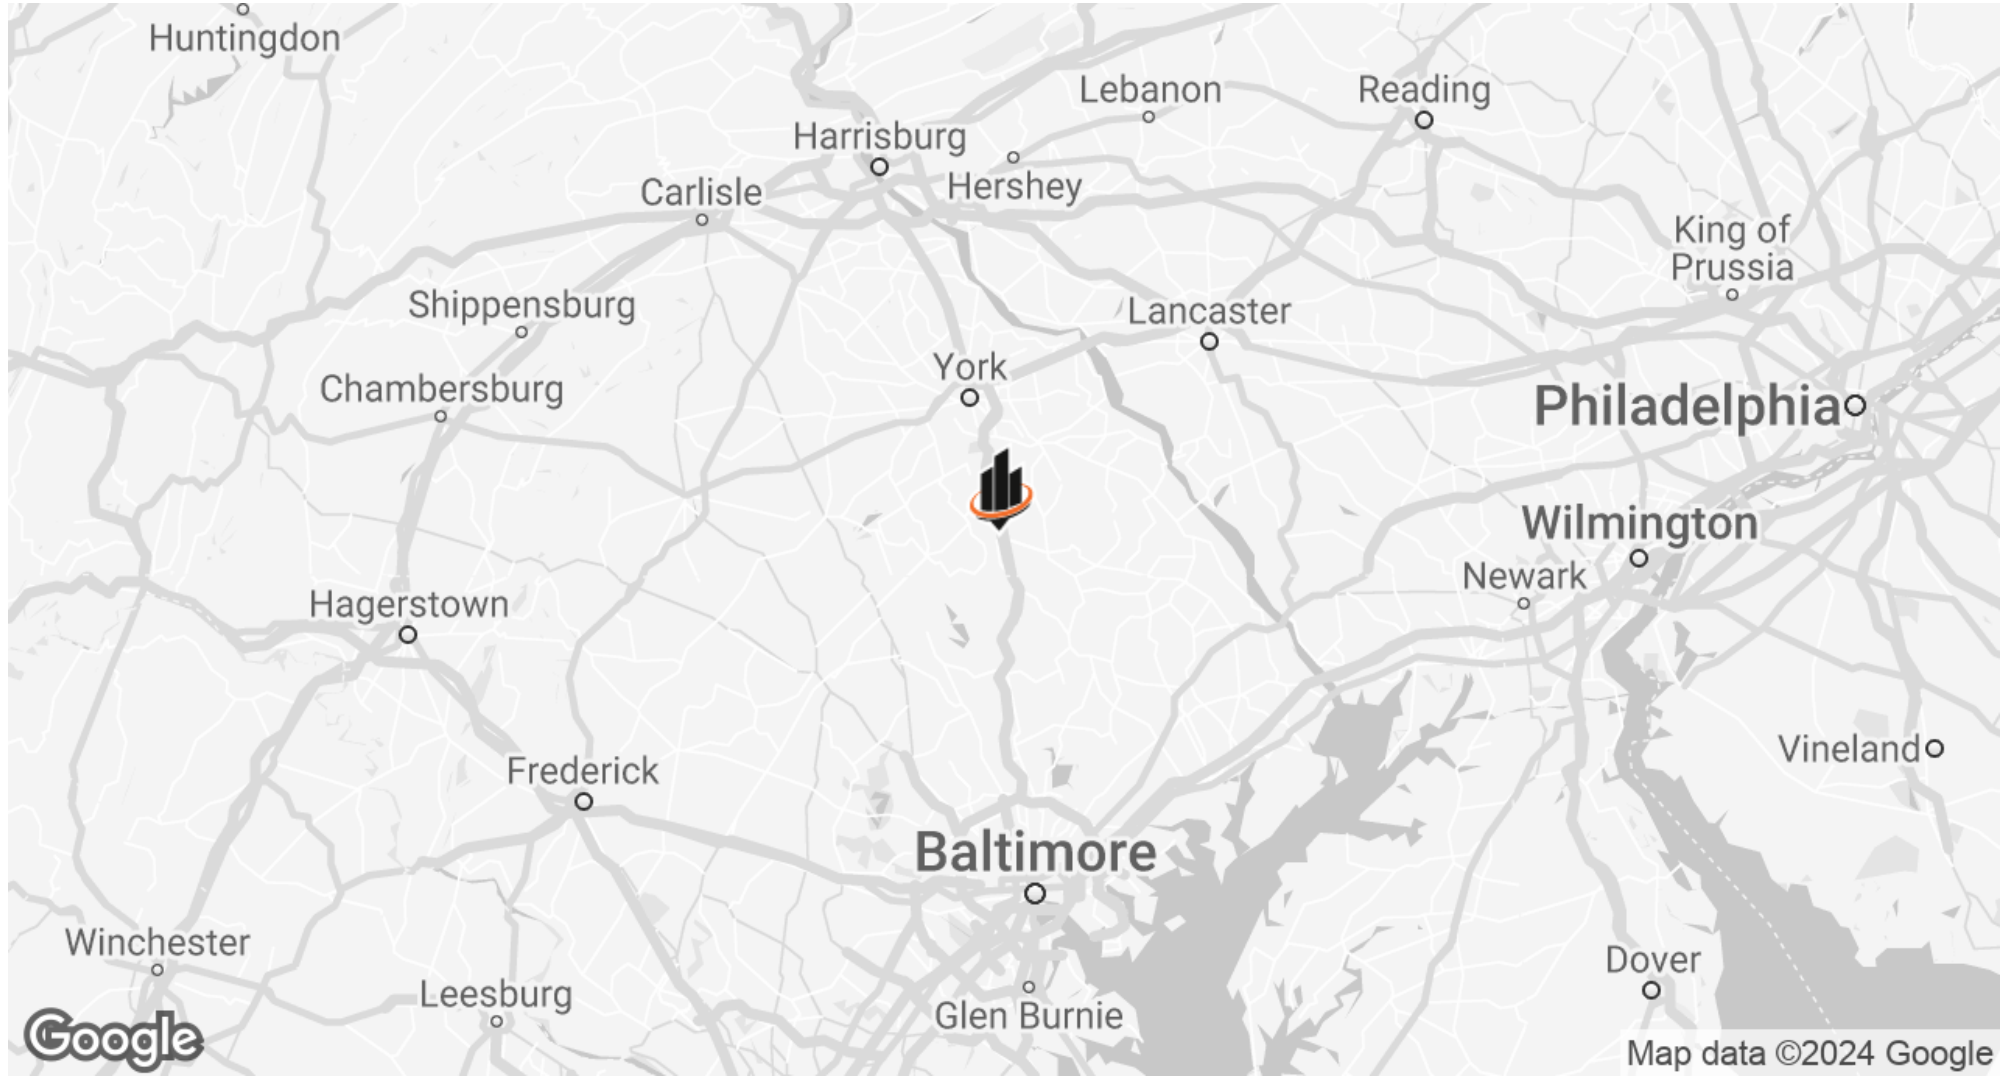 Huntingdon
Lebanon
Reading
Harrisburg
Hershey
Carlisle
King of
Prussia
Shippensburg
Lancaster
York
Chambersburg
Philadelphia
Wilmington
Newark
Hagerstown
Vineland
Frederick
Baltimore
Winchester
Dover
Leesburg
Glen Burnie
Google
Map data ©2024 Google